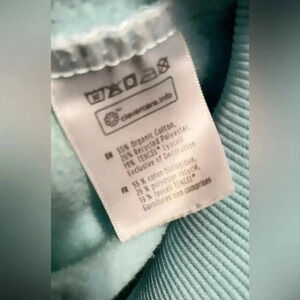 clevercare.info
EN 55% Organic Cotton,
26% Recycled Polyester,
19% TENCEL™ Lyocell
Exclusive of Decoration
FR 55 % coton biologique,
26 % polyester recyclé,
19 % lyocell TENCEL™
Garnitures non comprises